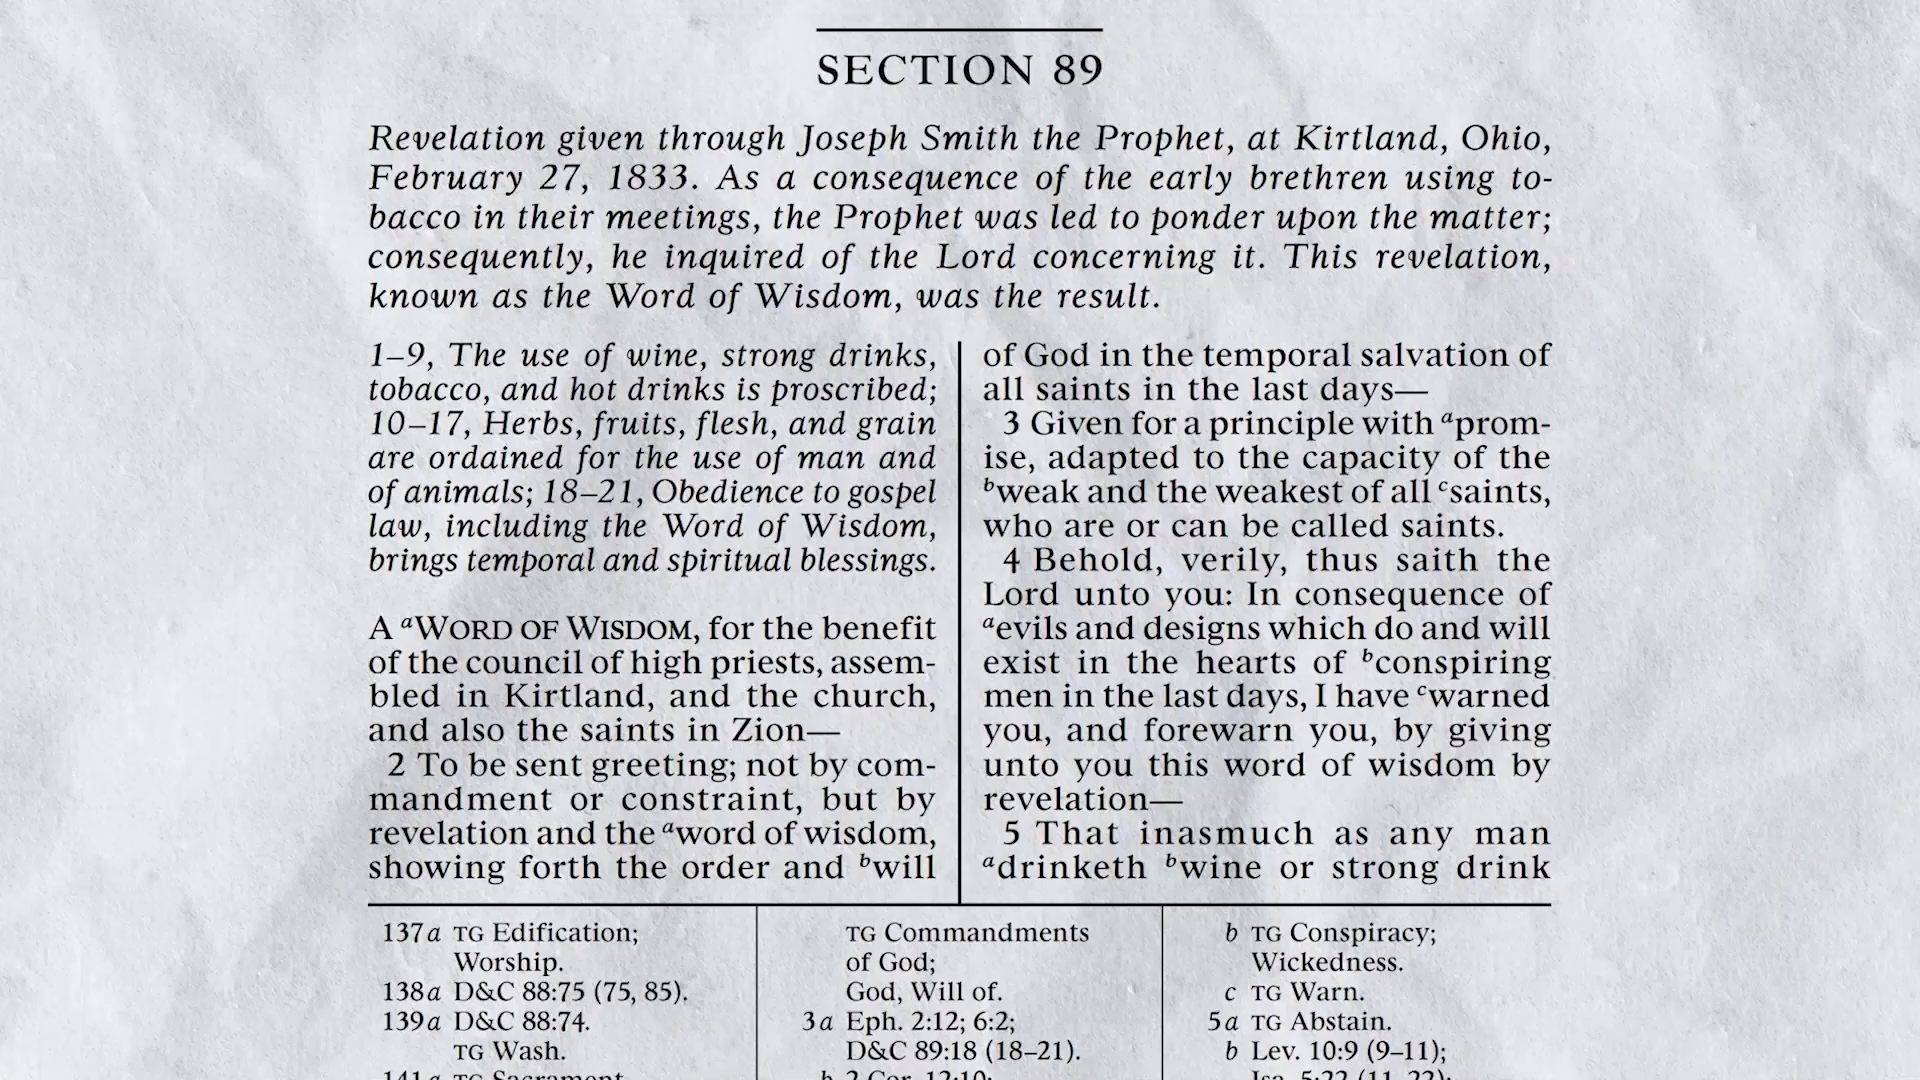 SECTION 89
Revelation given through Joseph Smith the Prophet, at Kirtland, Ohio,
February 27, 1833. As a consequence of the early brethren using to-
bacco in their meetings, the Prophet was led to ponder upon the matter;
consequently, he inquired of the Lord concerning it. This revelation,
known as the Word of Wisdom, was the result.
1–9, The use of wine, strong drinks,
tobacco, and hot drinks is proscribed;
10–17, Herbs, fruits, flesh, and grain
are ordained for the use of man and
of animals; 18–21, Obedience to gospel
law, including the Word of Wisdom,
brings temporal and spiritual blessings.
A aWORD OF WISDOM, for the benefit
of the council of high priests, assem-
bled in Kirtland, and the church,
and also the saints in Zion—
2 To be sent greeting; not by com-
mandment or constraint, but by
revelation and the aword of wisdom,
showing forth the order and bwill
of God in the temporal salvation of
all saints in the last days—
3 Given for a principle with aprom-
ise, adapted to the capacity of the
bweak and the weakest of all csaints,
who are or can be called saints.
4 Behold, verily, thus saith the
Lord unto you: In consequence of
aevils and designs which do and will
exist in the hearts of bconspiring
men in the last days, I have cwarned
you, and forewarn you, by giving
unto you this word of wisdom by
revelation—
5 That inasmuch as any man
adrinketh bwine or strong drink
137a TG Edification;
Worship.
138a D&C 88:75 (75, 85).
139a D&C 88:74.
TG Wash.
141a TG Sacrament
TG Commandments
of God;
God, Will of.
3a Eph. 2:12; 6:2;
D&C 89:18 (18–21).
b 2 Cor. 12:10;
b TG Conspiracy;
Wickedness.
c TG Warn.
5a TG Abstain.
b Lev. 10:9 (9–11);
Isa. 5:22 (11, 22);